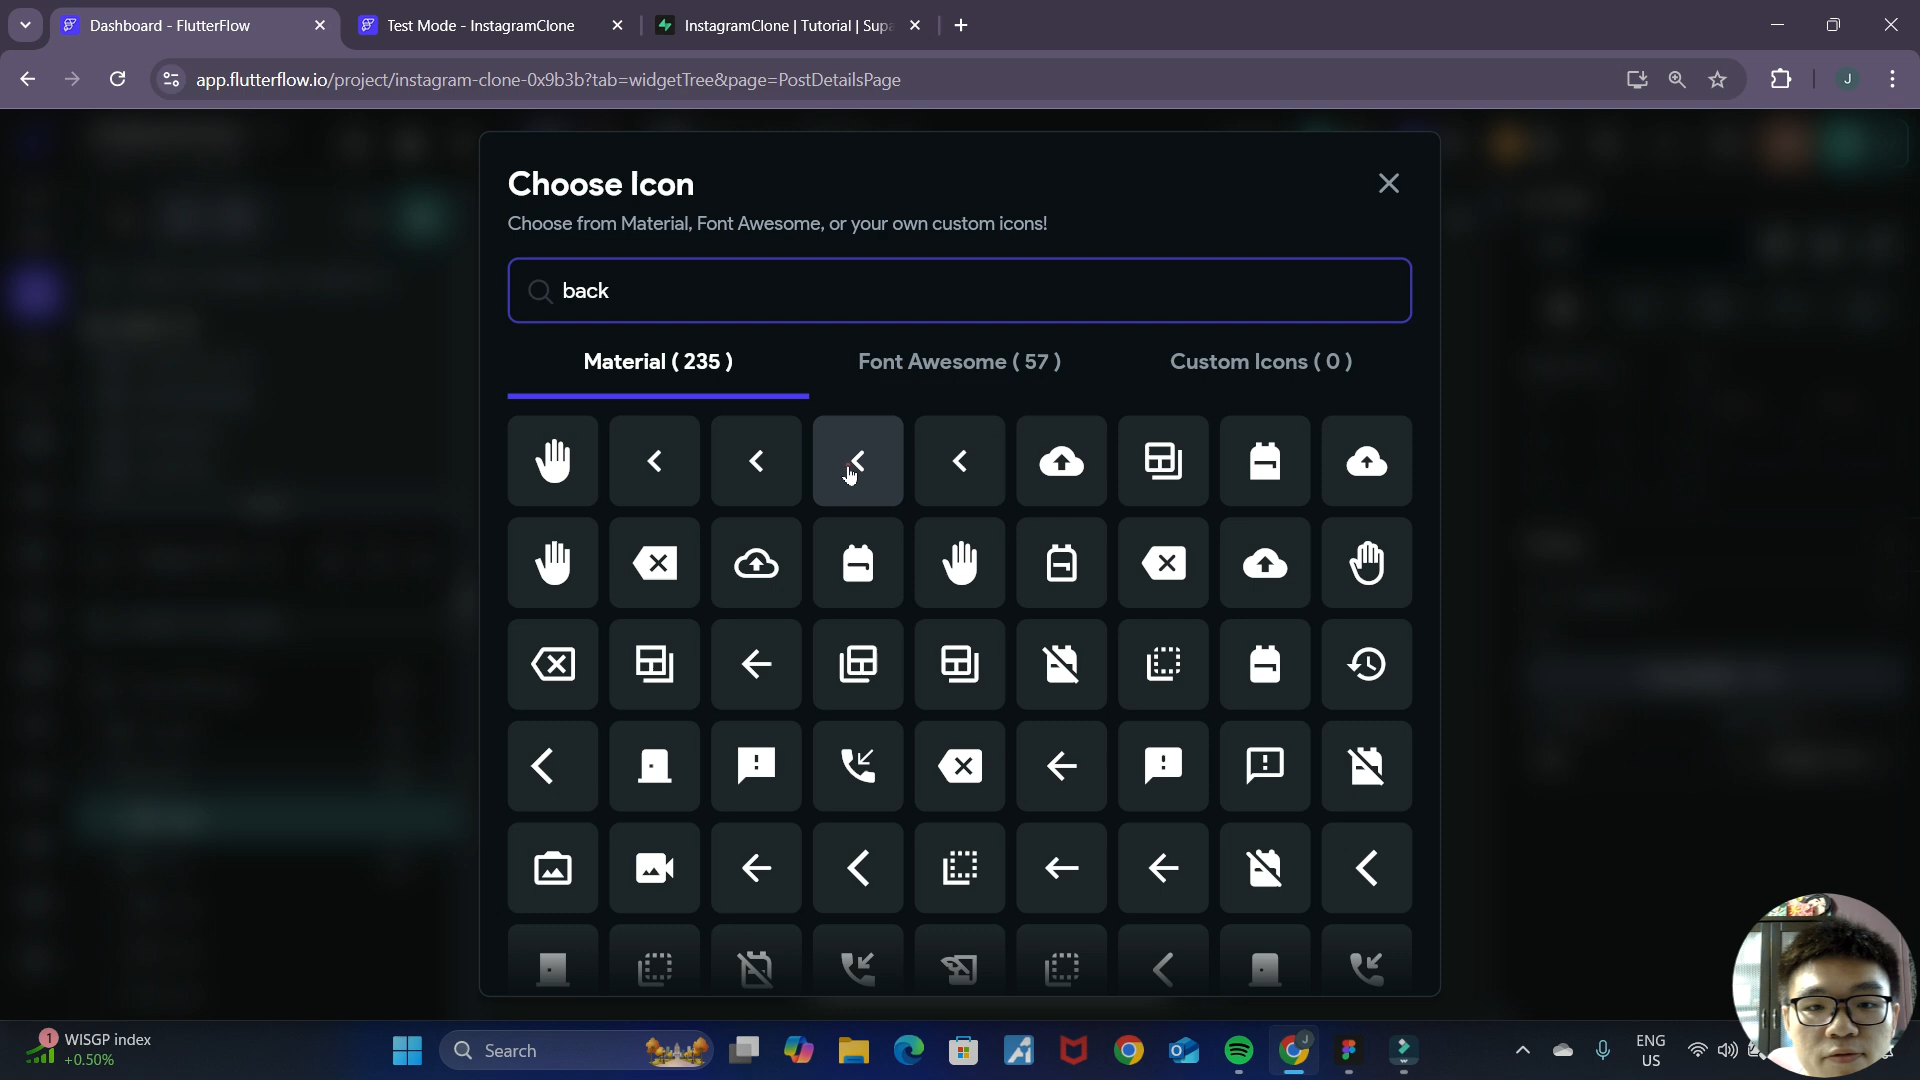 Dashboard - FlutterFlow
Test Mode - InstagramClone
InstagramClone | Tutorial | Supa
app.flutterflow.io/project/instagram-clone-0x9b3b?tab=widgetTree&page=PostDetailsPage
J
Choose Icon
Choose from Material, Font Awesome, or your own custom icons!
back
Material ( 235 )
Font Awesome ( 57 )
Custom Icons ( 0 )
1
WISGP index
+0.50%
Search
J
ENG
US